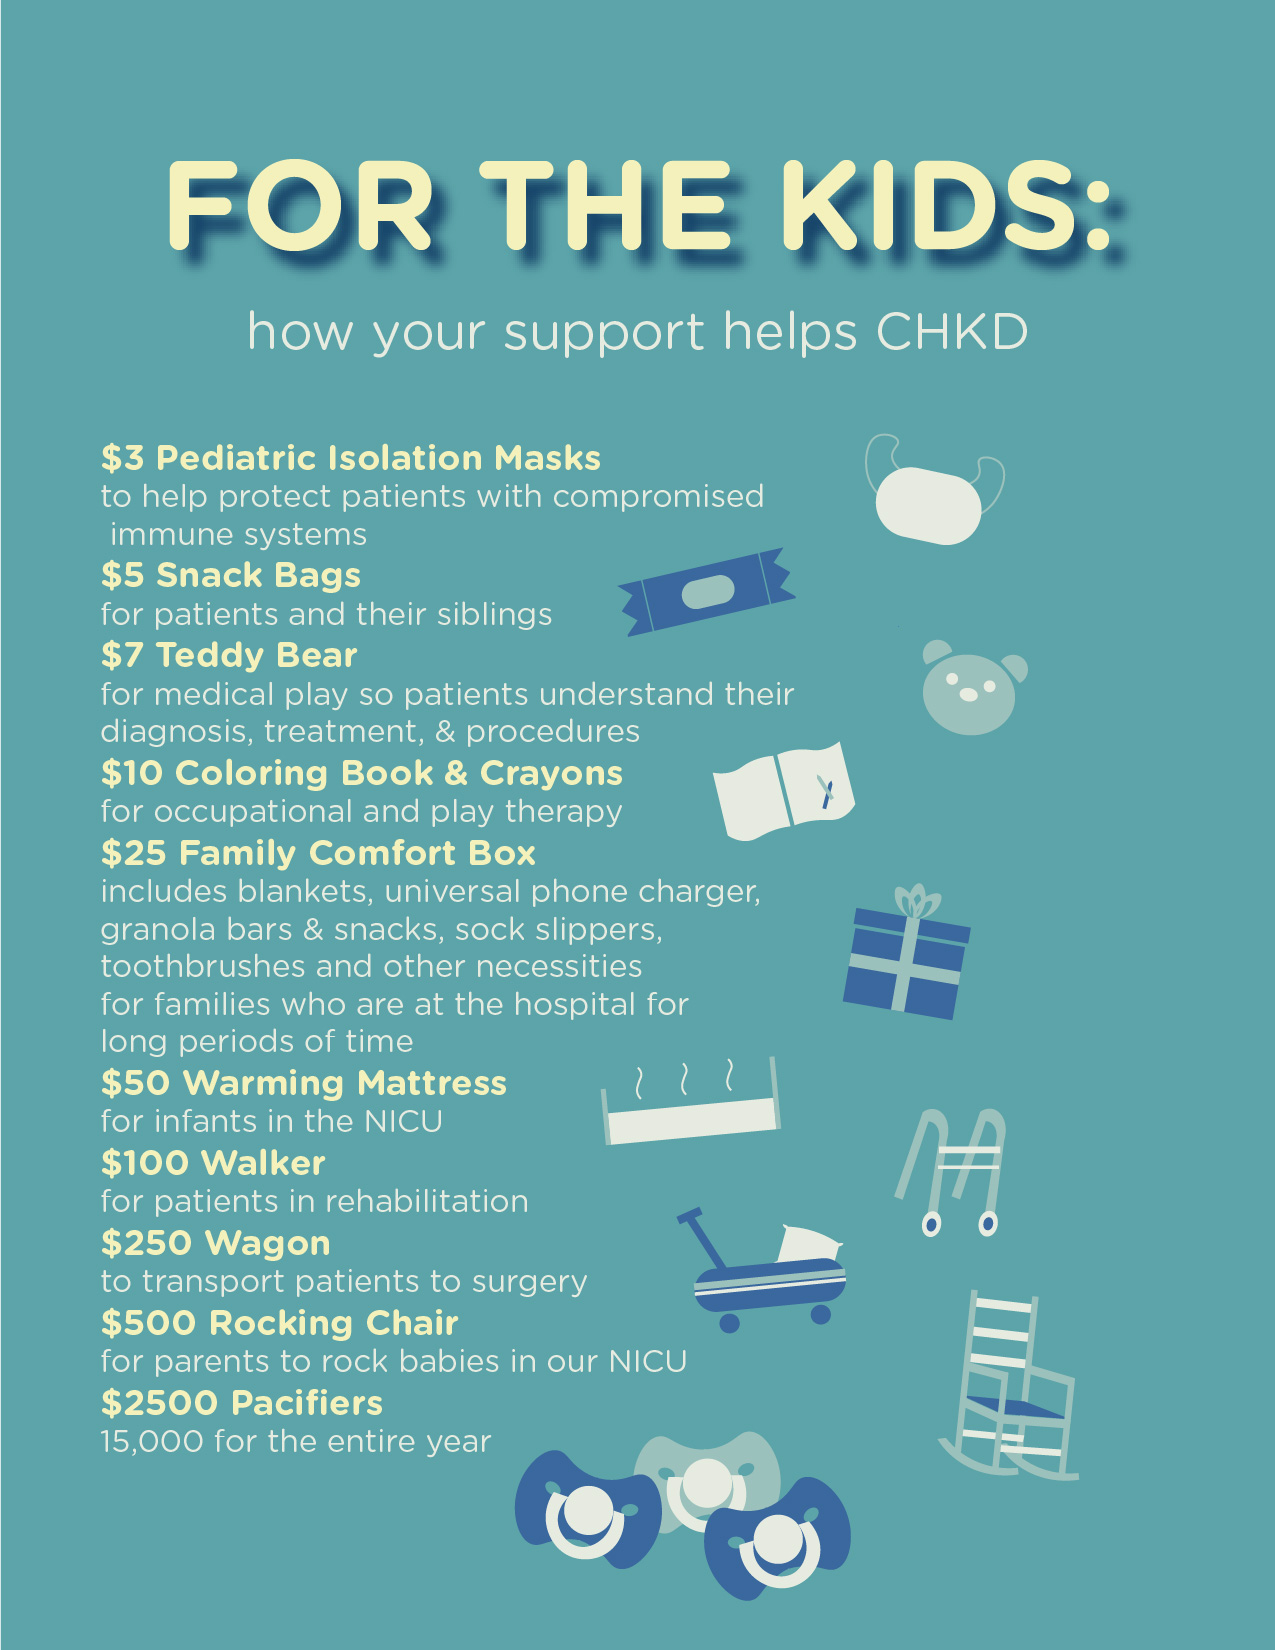 FOR THE KIDS:
how your support helps CHKD
$3 Pediatric Isolation Masks
to help protect patients with compromised
immune systems
$5 Snack Bags
for patients and their siblings
$7 Teddy Bear
for medical play so patients understand their
diagnosis, treatment, & procedures
$10 Coloring Book & Crayons
for occupational and play therapy
$25 Family Comfort Box
includes blankets, universal phone charger,
granola bars & snacks, sock slippers,
toothbrushes and other necessities
for families who are at the hospital for
long periods of time
$50 Warming Mattress
for infants in the NICU
$100 Walker
for patients in rehabilitation
$250 Wagon
to transport patients to surgery
$500 Rocking Chair
for parents to rock babies in our NICU
$2500 Pacifiers
15,000 for the entire year